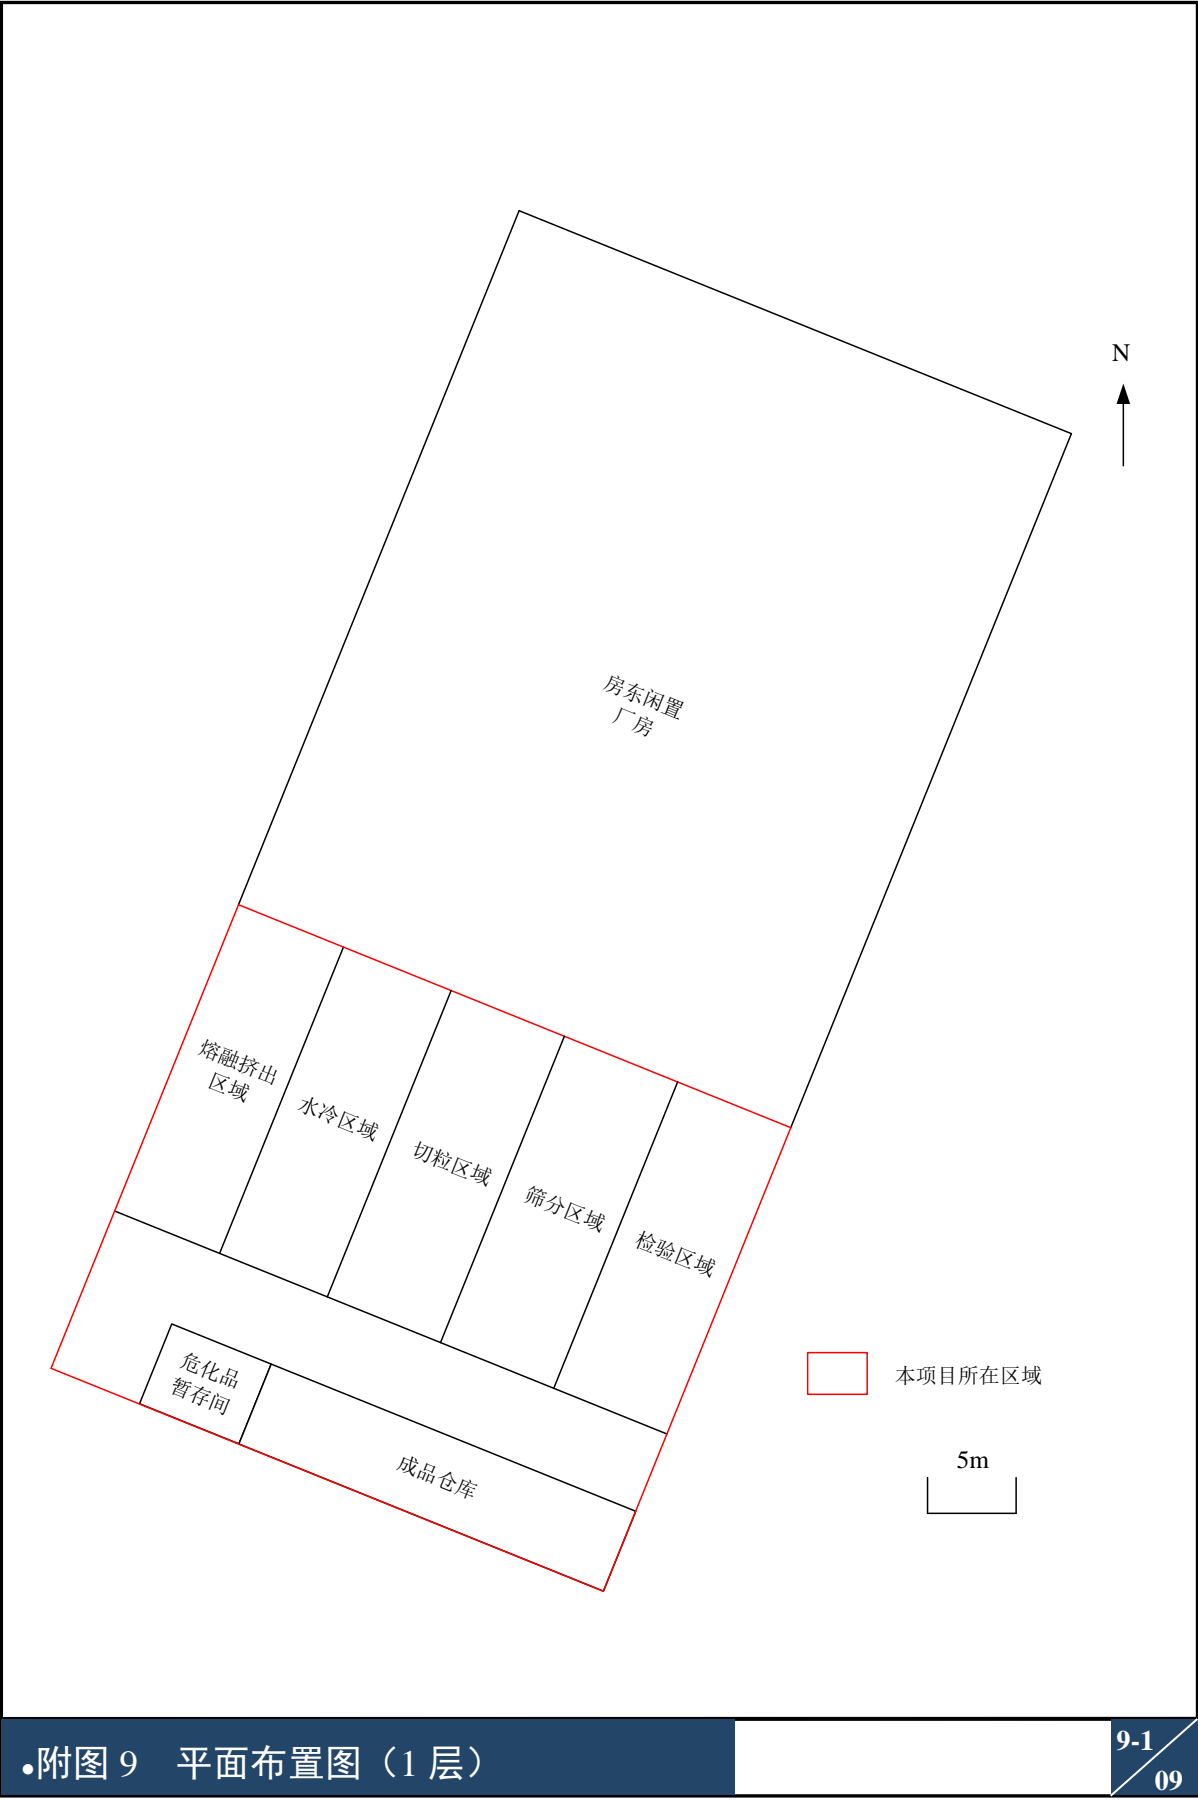 N
房东闲置
厂房
熔融挤出
区域
水冷区域
切粒区域
筛分区域
检验区域
危化品
暂存间
成品仓库
本项目所在区域
5m
•附图 9 平面布置图（1 层）
9-1
09